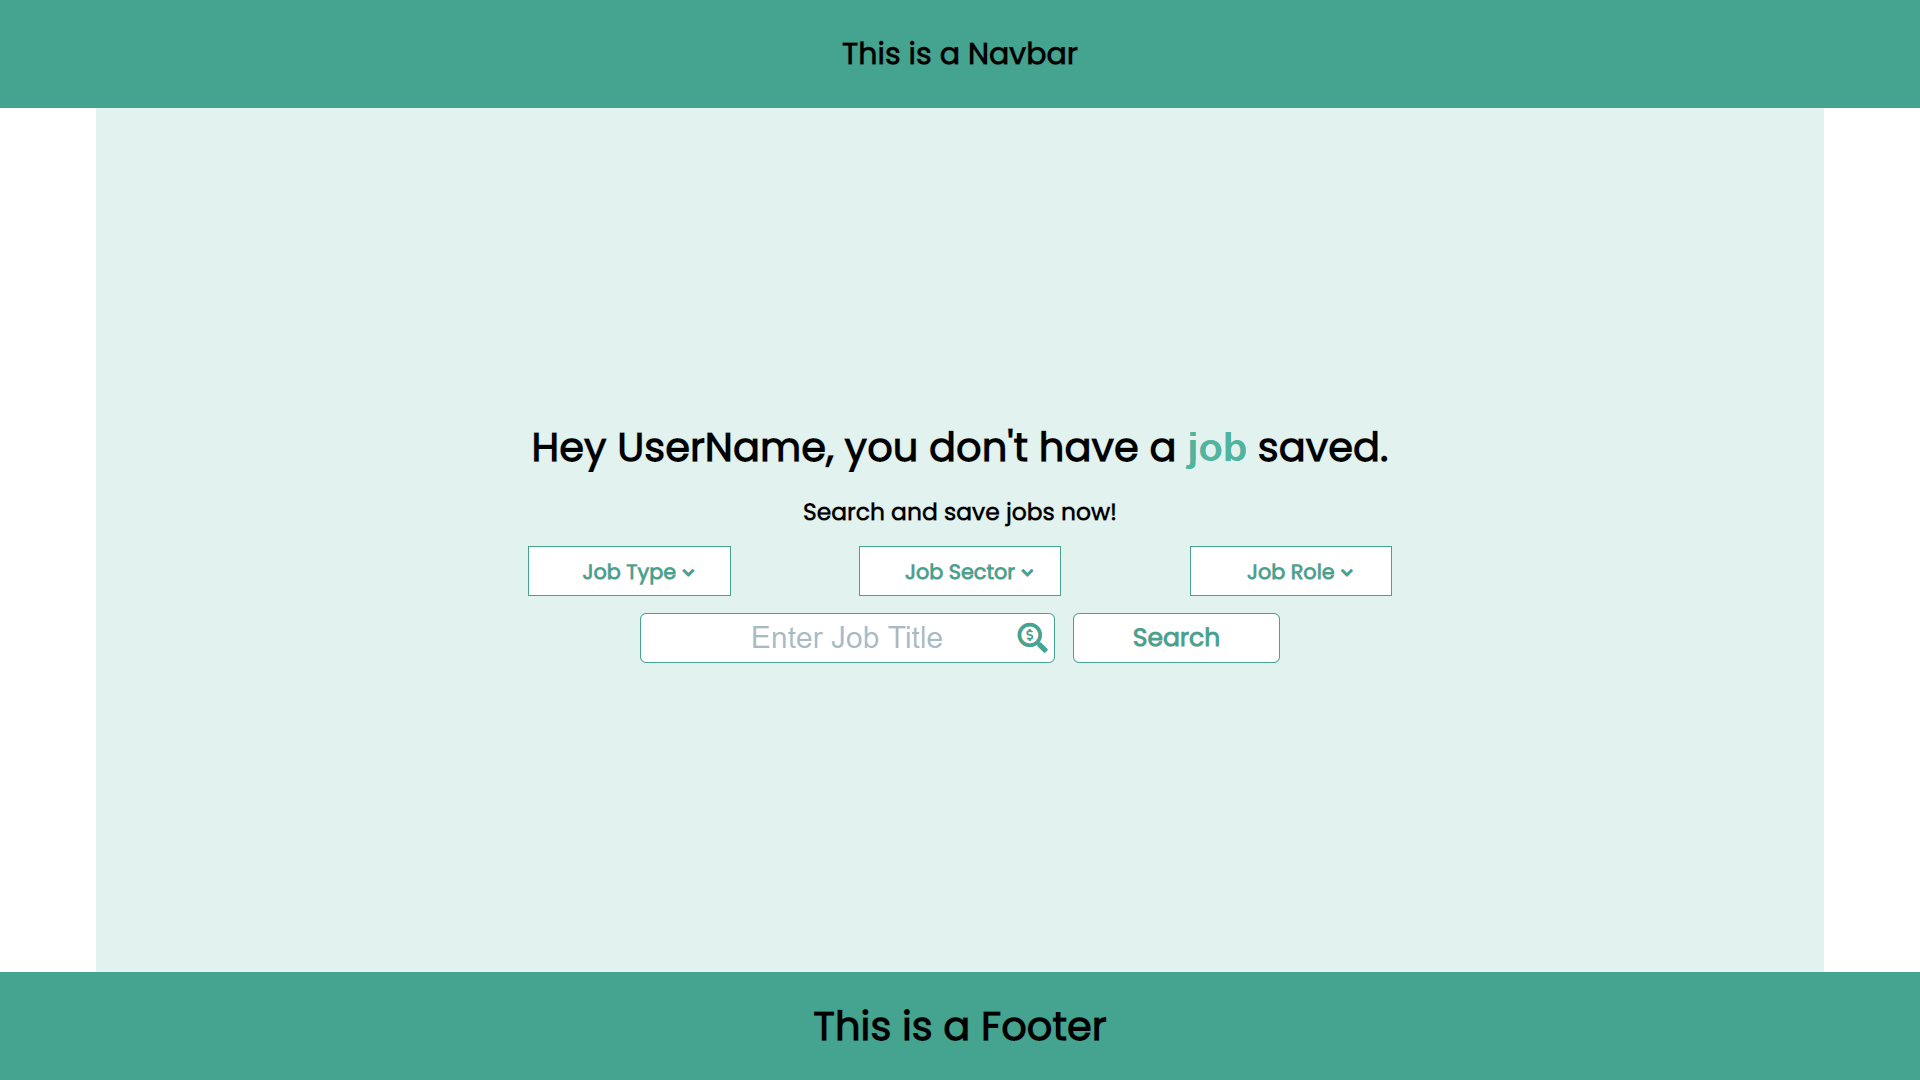 This is a Navbar
Hey UserName, you don't have a job saved.
Search and save jobs now!
Job Type
Job Sector
Job Role
Enter Job Title
$
Search
This is a Footer